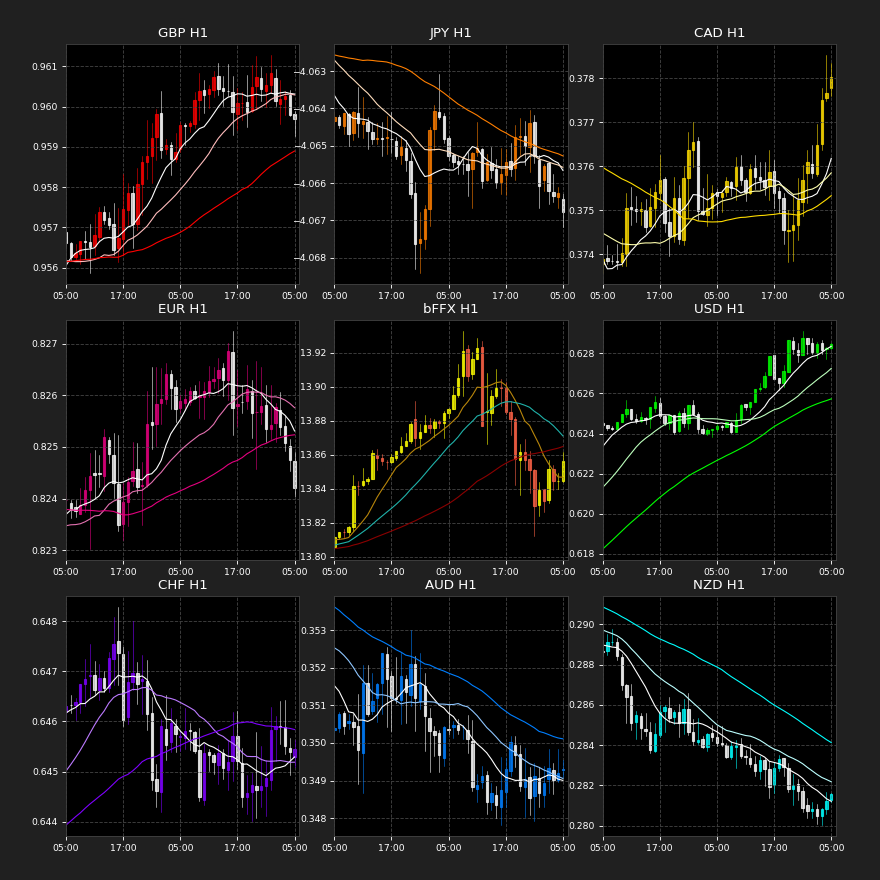 GBP H1
0.961
0.960
0.959
0.958
0.957
0.956
05:00 17:00 05:00 17:00 05:00
JPY H1
−4.063
−4.064
−4.065
−4.066
−4.067
−4.068
05:00 17:00 05:00 17:00 05:00
CAD H1
0.378
0.377
0.376
0.375
0.374
05:00 17:00 05:00 17:00 05:00
EUR H1
0.827
0.826
0.825
0.824
0.823
05:00 17:00 05:00 17:00 05:00
bFFX H1
13.92
13.90
13.88
13.86
13.84
13.82
13.80
05:00 17:00 05:00 17:00 05:00
USD H1
0.628
0.626
0.624
0.622
0.620
0.618
05:00 17:00 05:00 17:00 05:00
CHF H1
0.648
0.647
0.646
0.645
0.644
05:00 17:00 05:00 17:00 05:00
AUD H1
0.353
0.352
0.351
0.350
0.349
0.348
05:00 17:00 05:00 17:00 05:00
NZD H1
0.290
0.288
0.286
0.284
0.282
0.280
05:00 17:00 05:00 17:00 05:00